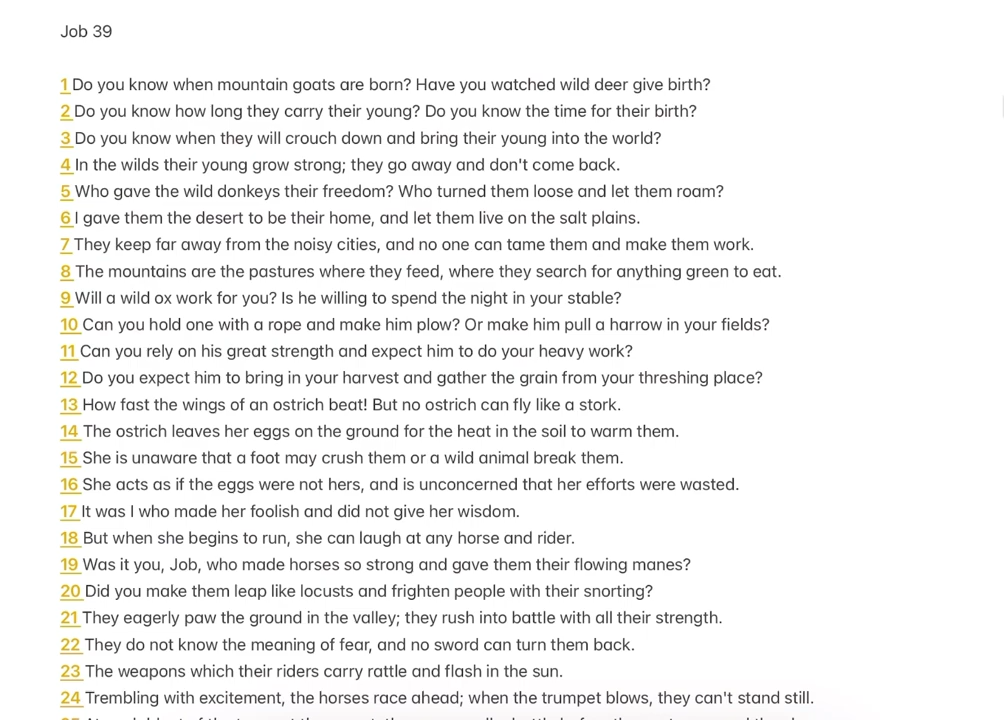 Job 39
1 Do you know when mountain goats are born? Have you watched wild deer give birth?
2 Do you know how long they carry their young? Do you know the time for their birth?
3 Do you know when they will crouch down and bring their young into the world?
4 In the wilds their young grow strong; they go away and don't come back.
5 Who gave the wild donkeys their freedom? Who turned them loose and let them roam?
6 I gave them the desert to be their home, and let them live on the salt plains.
7 They keep far away from the noisy cities, and no one can tame them and make them work.
8 The mountains are the pastures where they feed, where they search for anything green to eat.
9 Will a wild ox work for you? Is he willing to spend the night in your stable?
10 Can you hold one with a rope and make him plow? Or make him pull a harrow in your fields?
11 Can you rely on his great strength and expect him to do your heavy work?
12 Do you expect him to bring in your harvest and gather the grain from your threshing place?
13 How fast the wings of an ostrich beat! But no ostrich can fly like a stork.
14 The ostrich leaves her eggs on the ground for the heat in the soil to warm them.
15 She is unaware that a foot may crush them or a wild animal break them.
16 She acts as if the eggs were not hers, and is unconcerned that her efforts were wasted.
17 It was I who made her foolish and did not give her wisdom.
18 But when she begins to run, she can laugh at any horse and rider.
19 Was it you, Job, who made horses so strong and gave them their flowing manes?
20 Did you make them leap like locusts and frighten people with their snorting?
21 They eagerly paw the ground in the valley; they rush into battle with all their strength.
22 They do not know the meaning of fear, and no sword can turn them back.
23 The weapons which their riders carry rattle and flash in the sun.
24 Trembling with excitement, the horses race ahead; when the trumpet blows, they can't stand still.